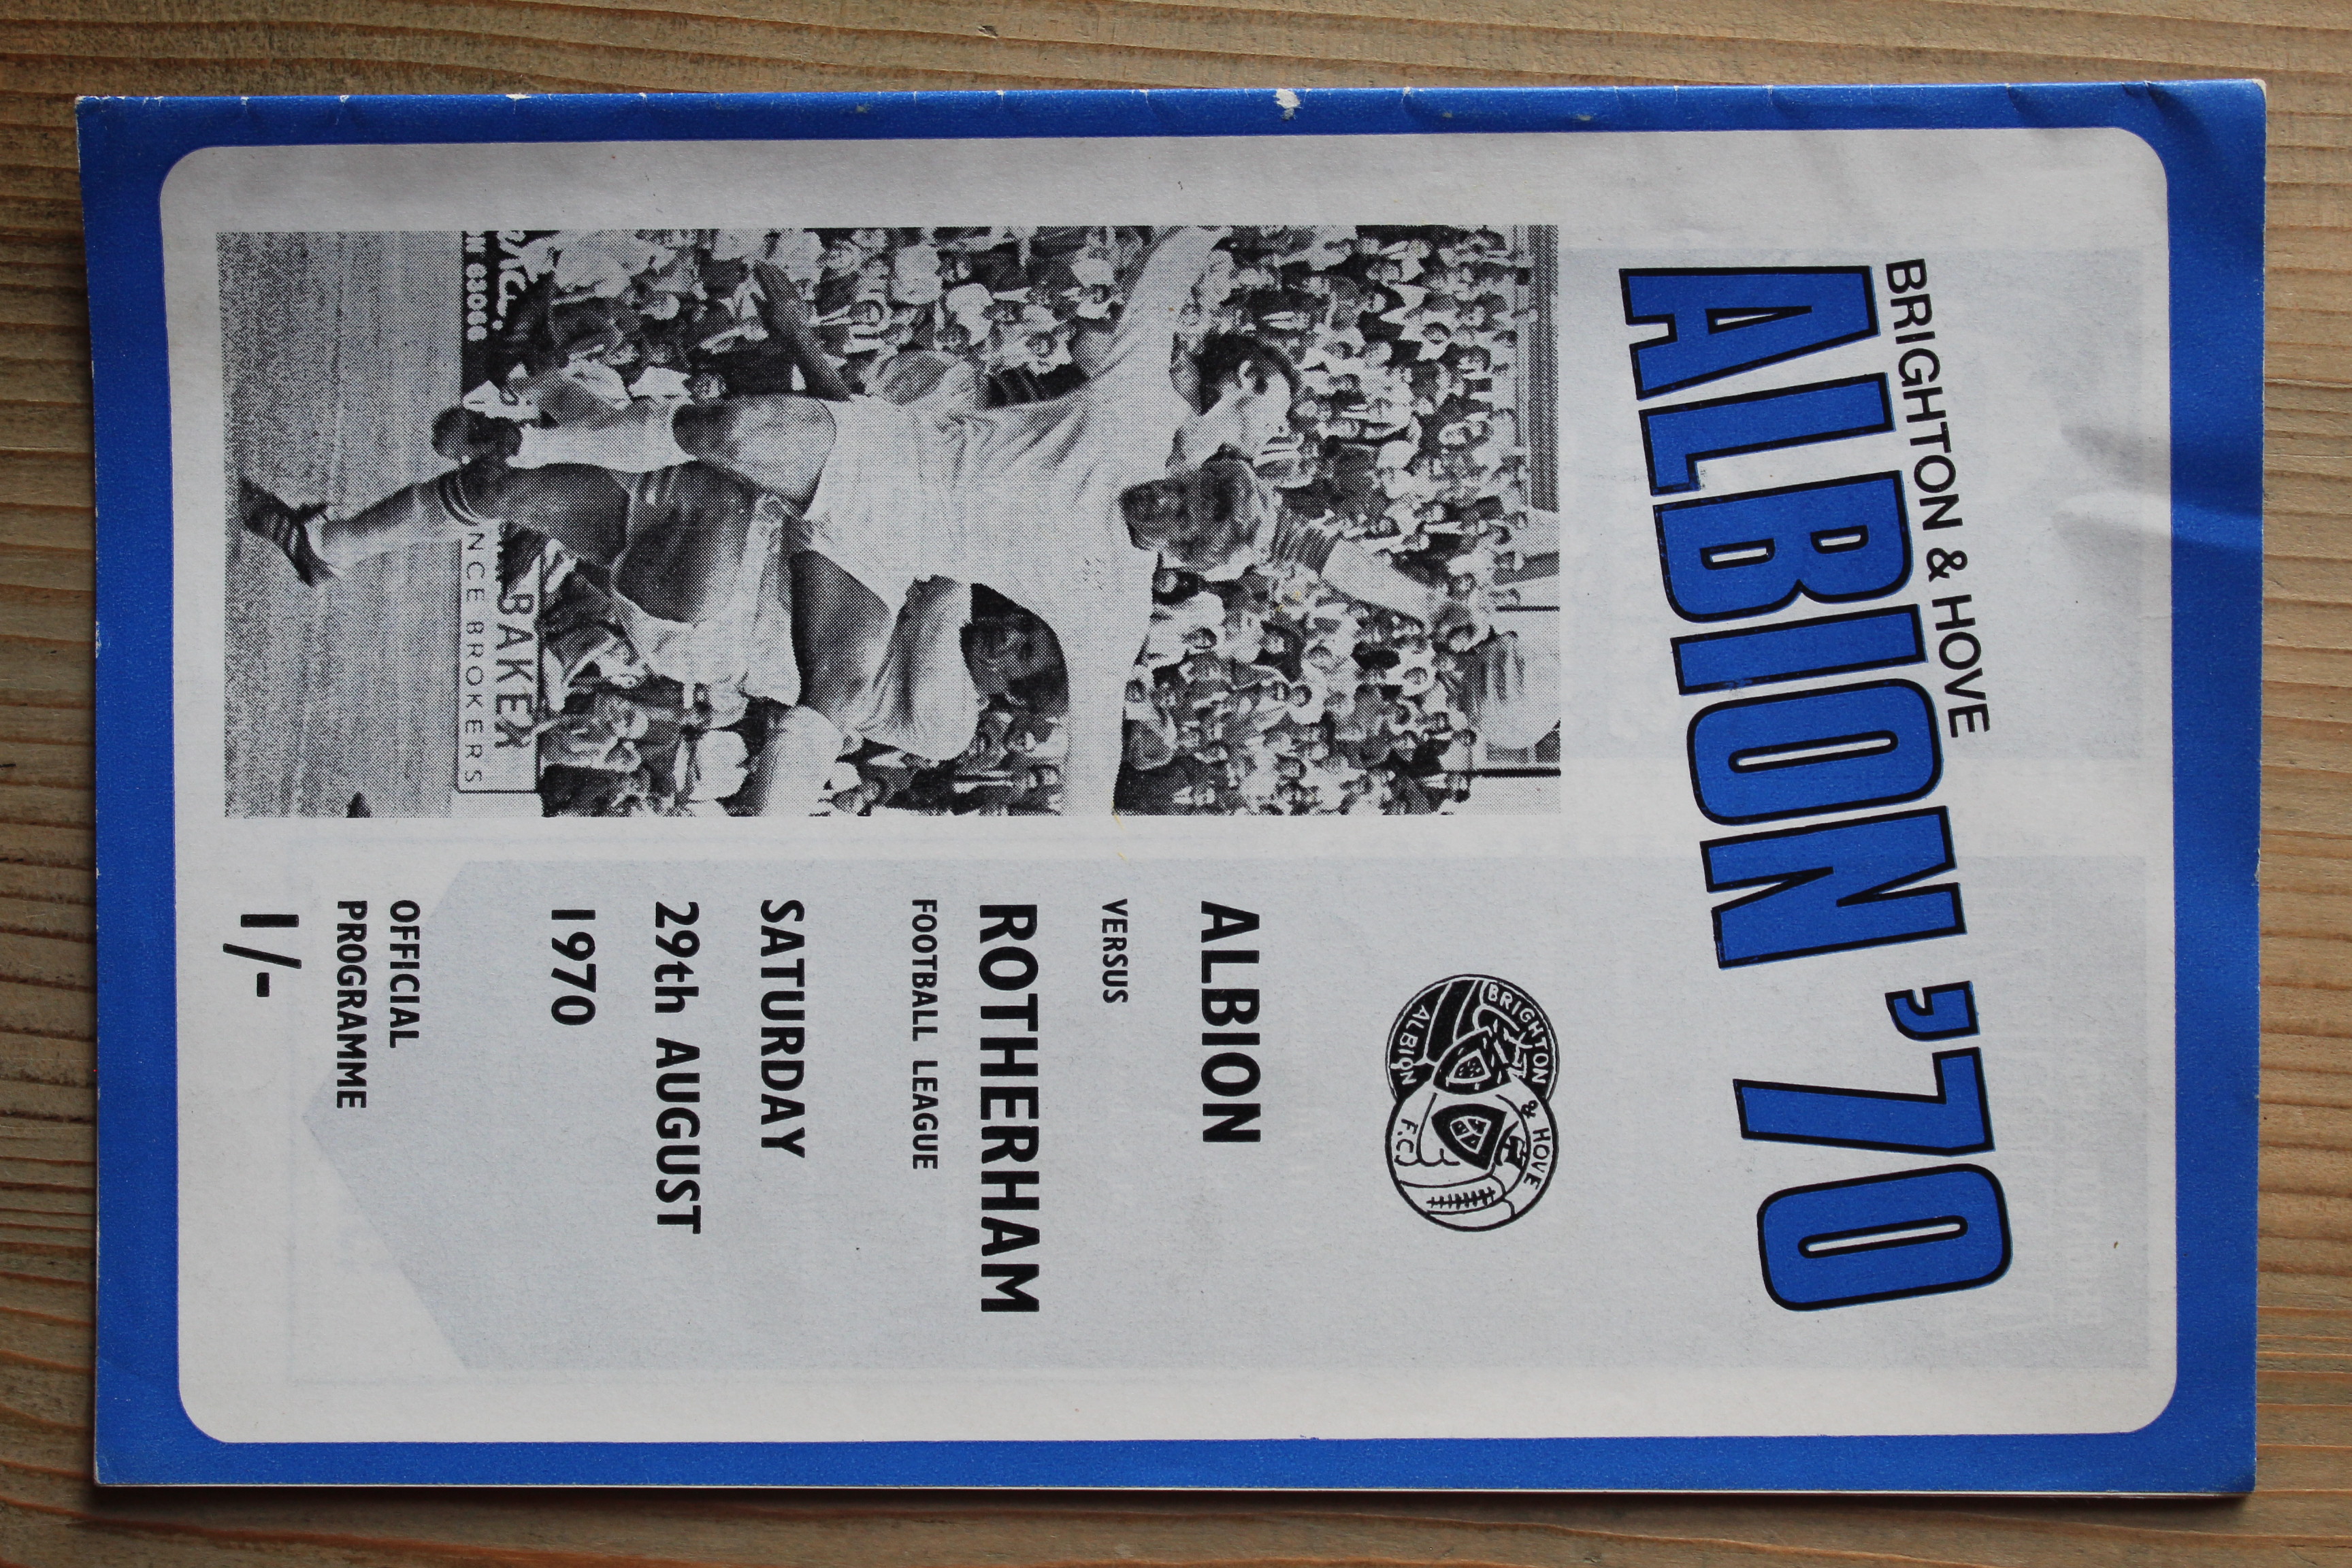 BRIGHTON & HOVE
ALBION '70
BRIGHTON & HOVE
ALBION F.C.
ALBION
VERSUS
ROTHERHAM
FOOTBALL LEAGUE
SATURDAY
29th AUGUST
1970
OFFICIAL
PROGRAMME
1/-
BAKER
NCE BROKERS
N 63066